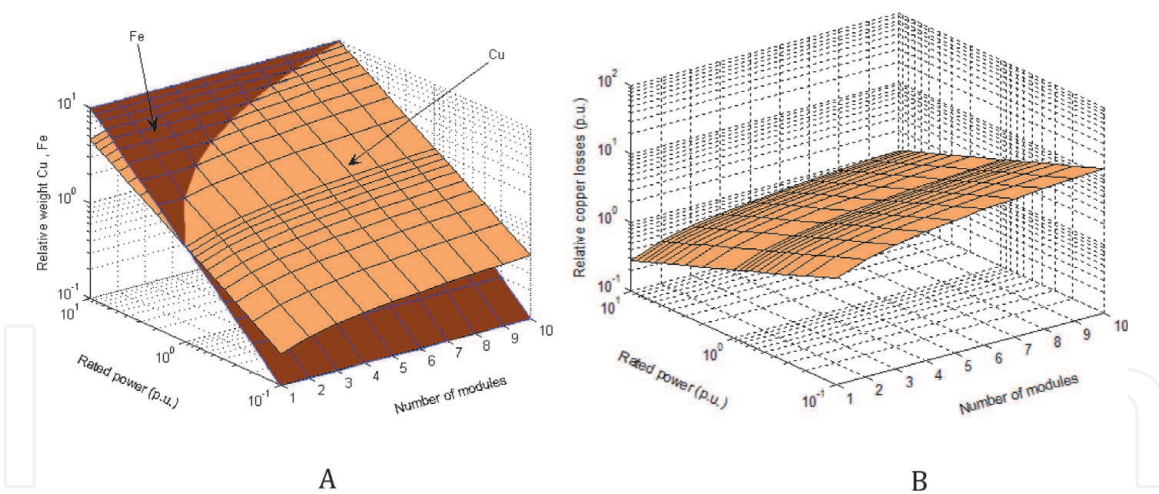 Fe
Cu
Relative weight Cu , Fe
10^1
10^0
10^-1
10^1
10^0
10^-1
Rated power (p.u.)
1 2 3 4 5 6 7 8 9 10
Number of modules
A
Relative copper losses (p.u.)
10^2
10^1
10^0
10^-1
10^1
10^0
10^-1
Rated power (p.u.)
1 2 3 4 5 6 7 8 9 10
Number of modules
B